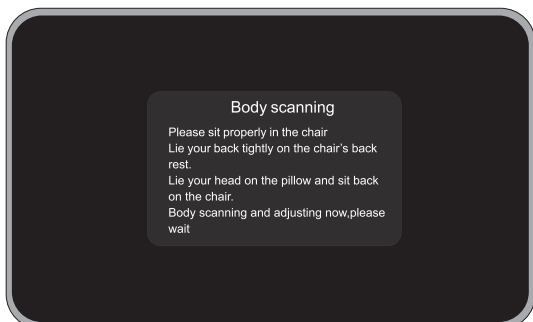 Body scanning
Please sit properly in the chair
Lie your back tightly on the chair's back
rest.
Lie your head on the pillow and sit back
on the chair.
Body scanning and adjusting now,please
wait